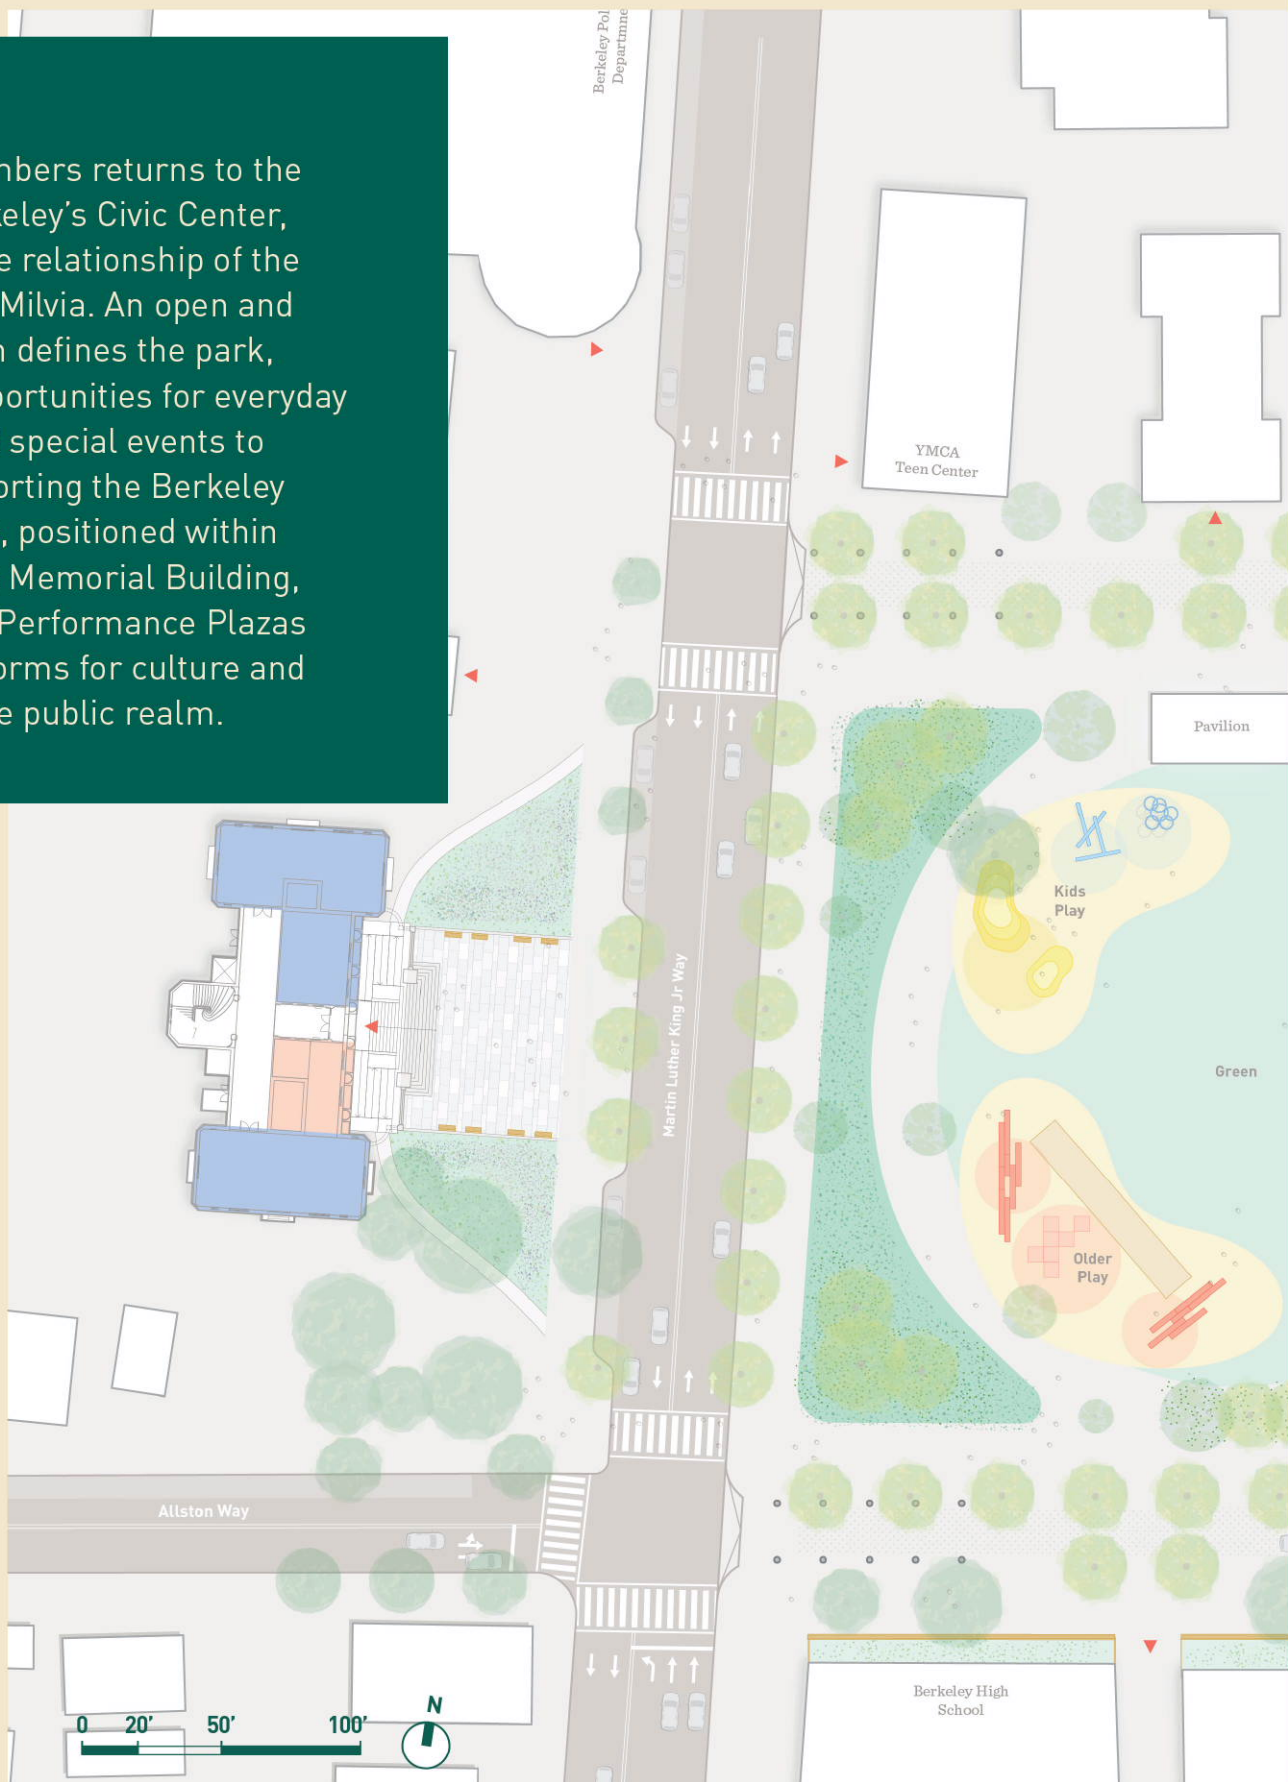 Berkeley Pol
Departmne
nbers returns to the
keley's Civic Center,
e relationship of the
Milvia. An open and
n defines the park,
portunities for everyday
special events to
orting the Berkeley
, positioned within
Memorial Building,
Performance Plazas
orms for culture and
e public realm.
YMCA
Teen Center
Pavilion
Kids
Play
Martin Luther King Jr Way
Green
Older
Play
Allston Way
Berkeley High
School
0 20' 50' 100'
N